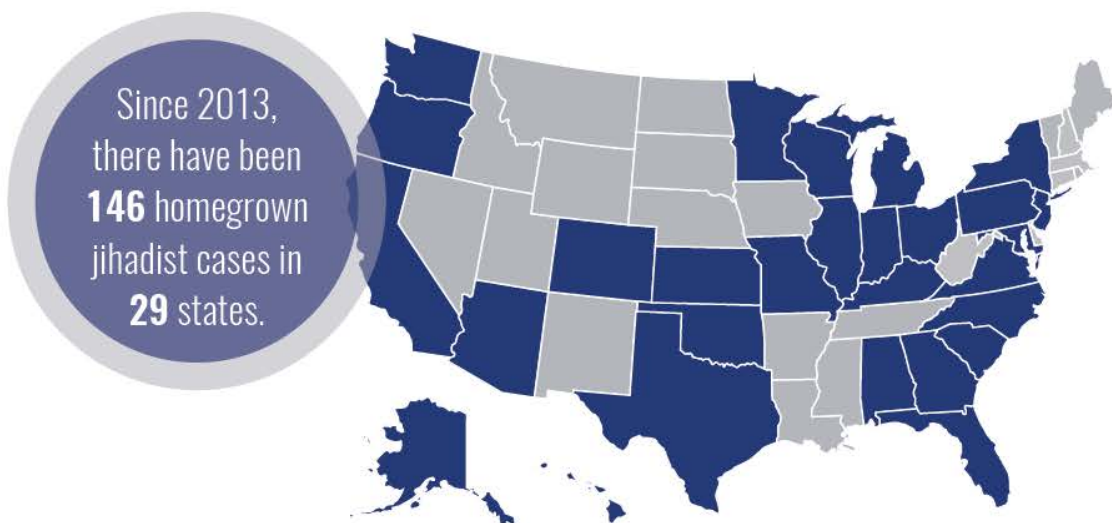 Since 2013,
there have been
146 homegrown
jihadist cases in
29 states.